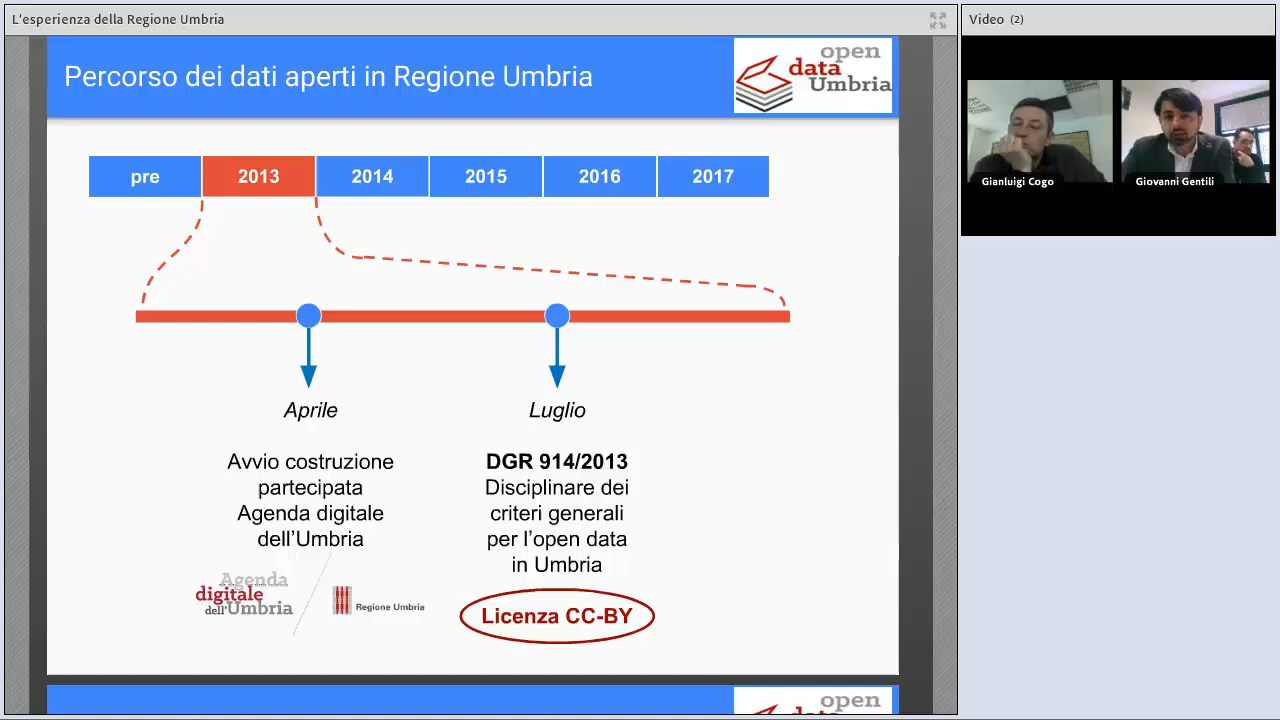 L'esperienza della Regione Umbria
Percorso dei dati aperti in Regione Umbria
open
data
Umbria
pre
2013
2014
2015
2016
2017
Aprile
Avvio costruzione
partecipata
Agenda digitale
dell'Umbria
Agenda
digitale
dell'Umbria
Regione Umbria
Luglio
DGR 914/2013
Disciplinare dei
criteri generali
per l'open data
in Umbria
Licenza CC-BY
open
data
Video (2)
Gianluigi Cogo
Giovanni Gentili